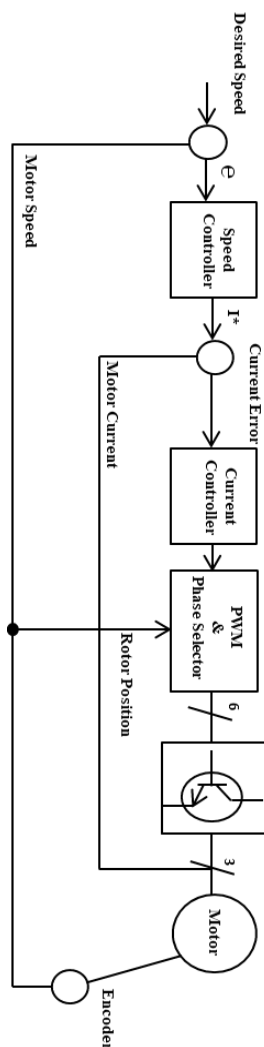 Desired Speed
e
Speed
Controller
I*
Current Error
Current
Controller
PWM
&
Phase Selector
6
3
Motor
Encoder
Rotor Position
Motor Current
Motor Speed